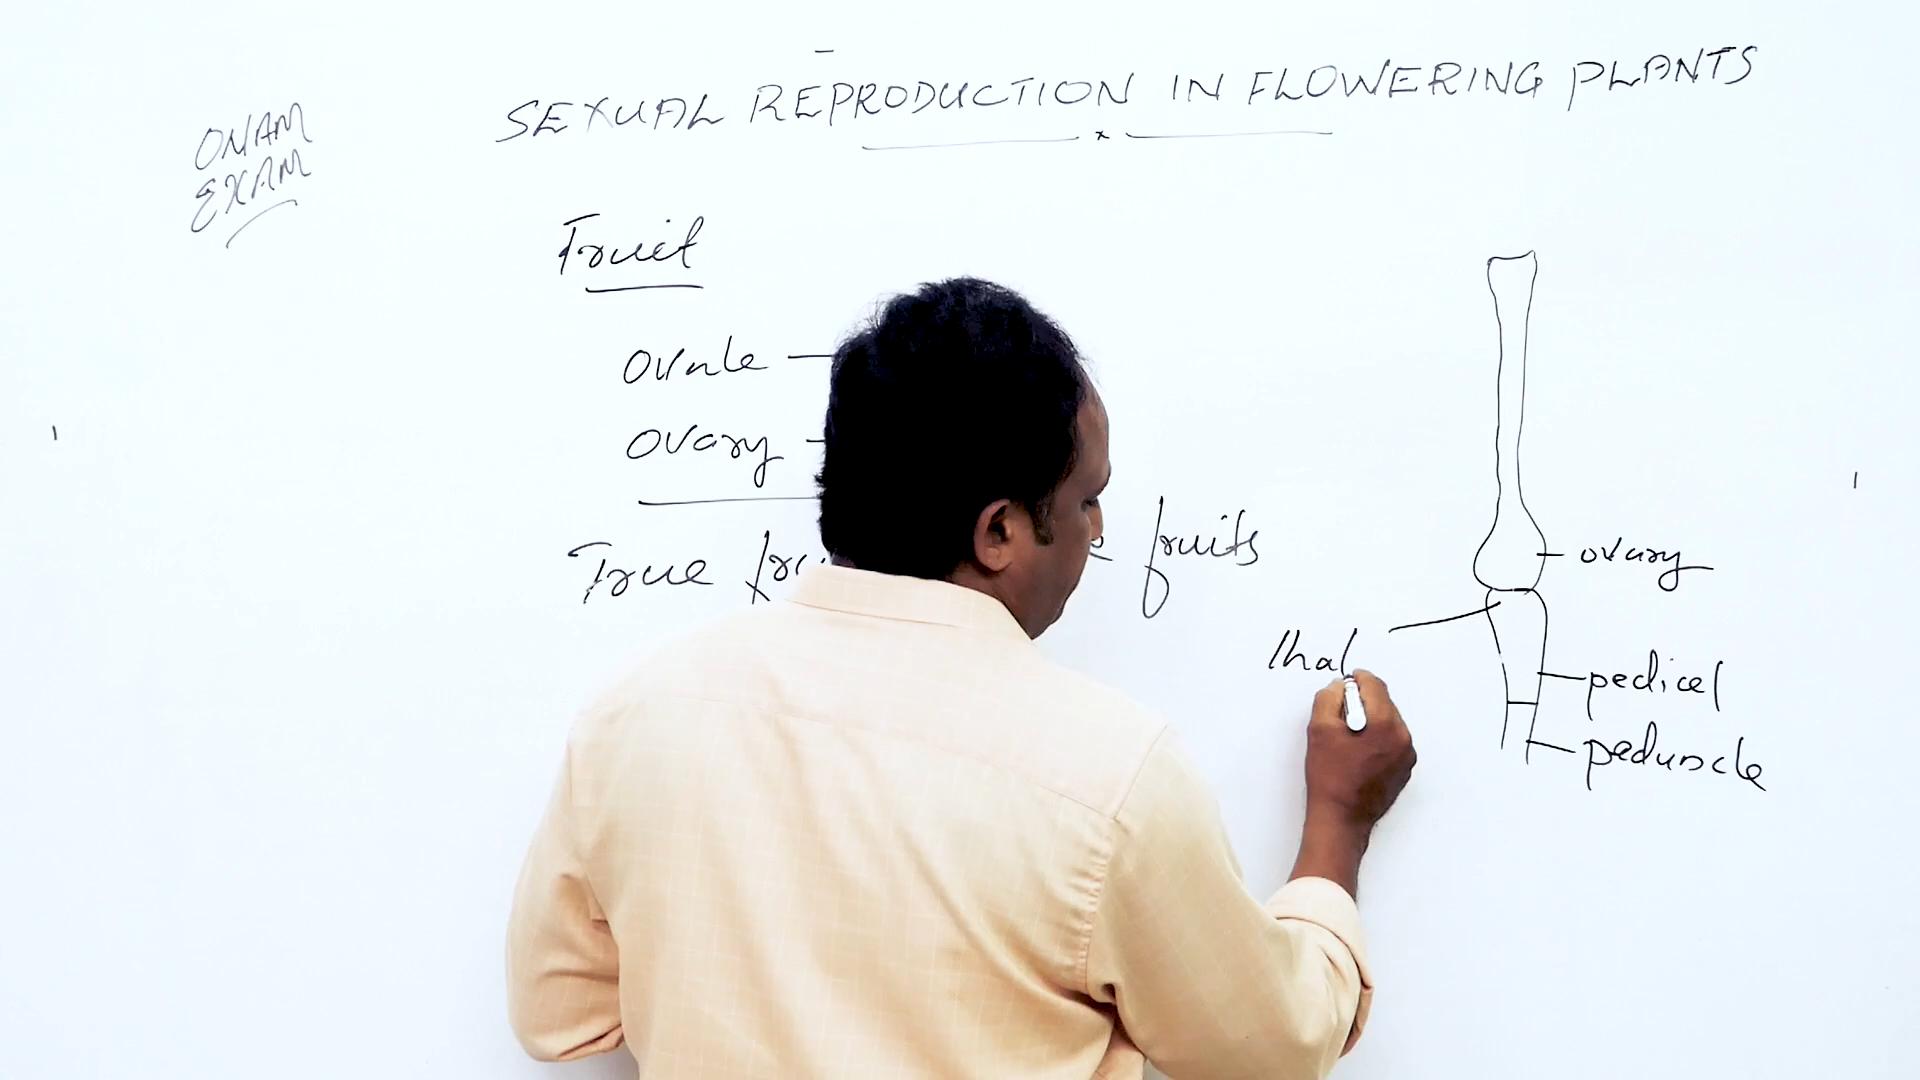 SEXUAL REPRODUCTION IN FLOWERING PLANTS
ONAM
EXAM
Fruit
Ovule
Ovary
True fruits
ovary
thal
pedicel
peduncle